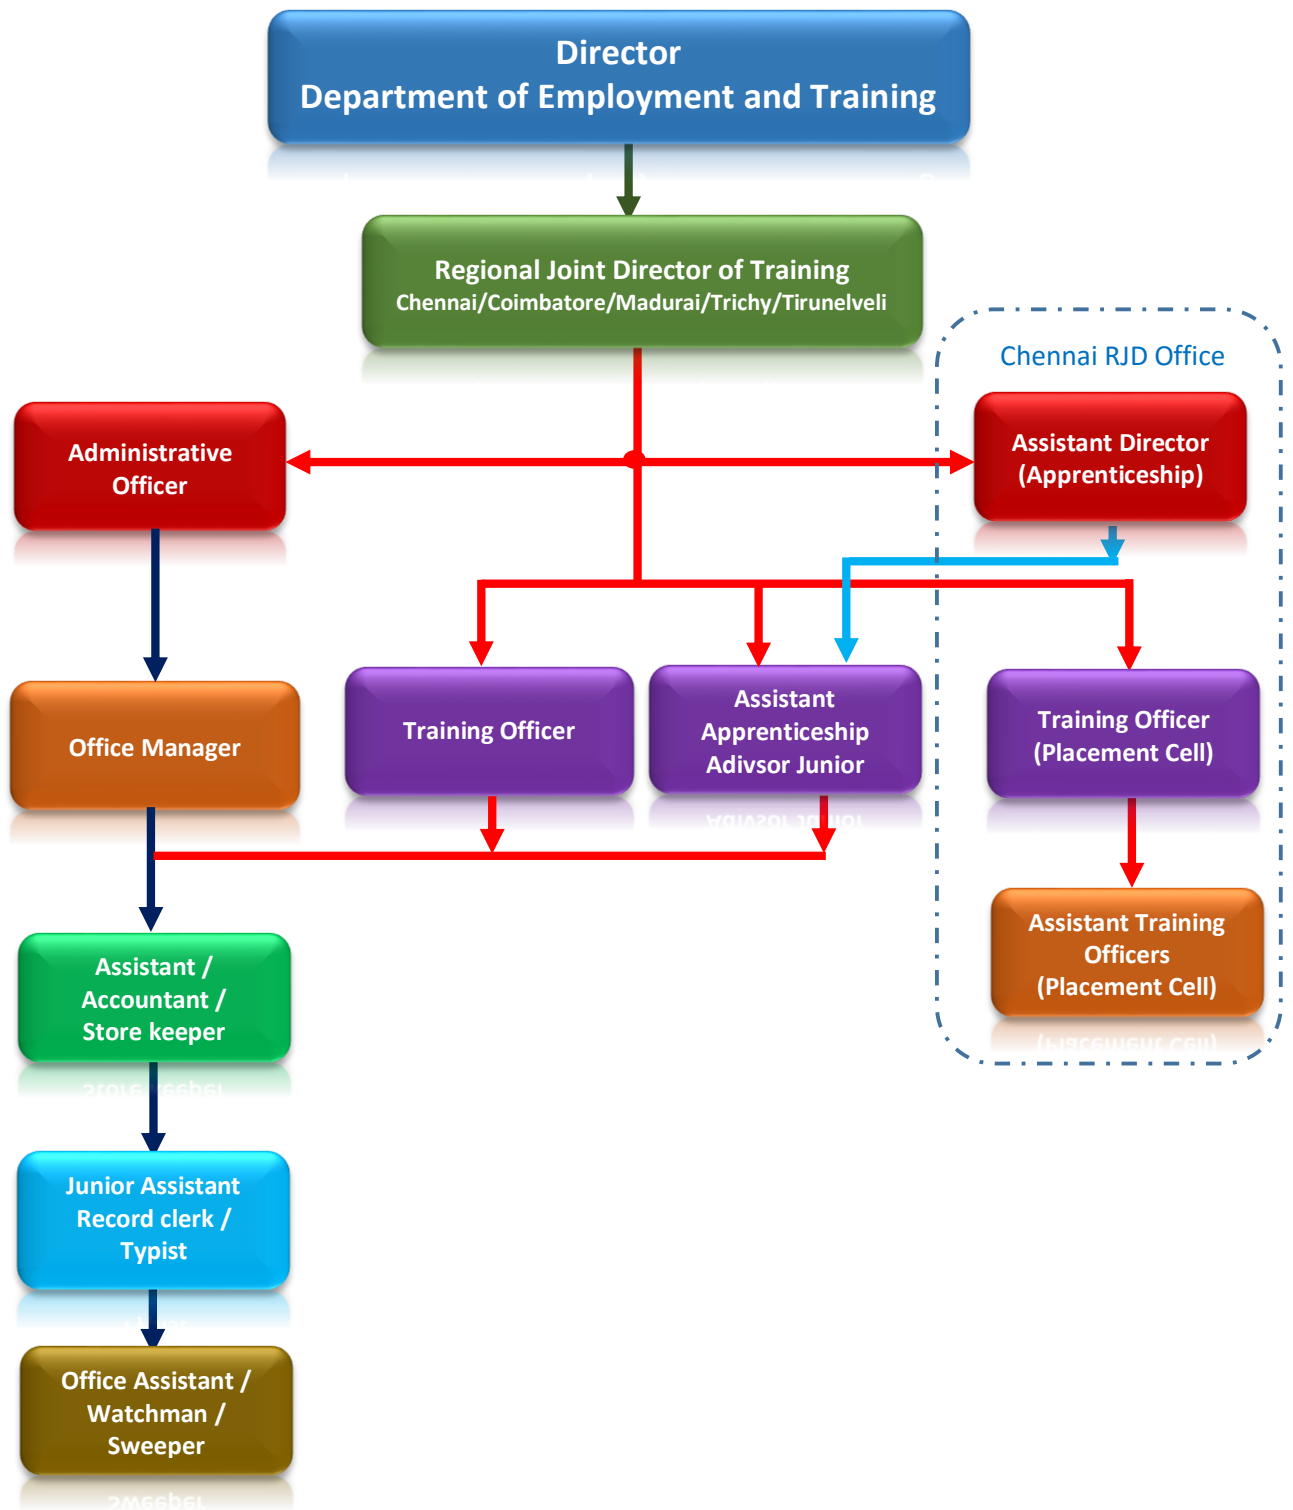 Director
Department of Employment and Training
Regional Joint Director of Training
Chennai/Coimbatore/Madurai/Trichy/Tirunelveli
Chennai RJD Office
Administrative
Officer
Assistant Director
(Apprenticeship)
Office Manager
Training Officer
Assistant
Apprenticeship
Adivsor Junior
Training Officer
(Placement Cell)
Assistant /
Accountant /
Store keeper
Assistant Training
Officers
(Placement Cell)
Junior Assistant
Record clerk /
Typist
Office Assistant /
Watchman /
Sweeper